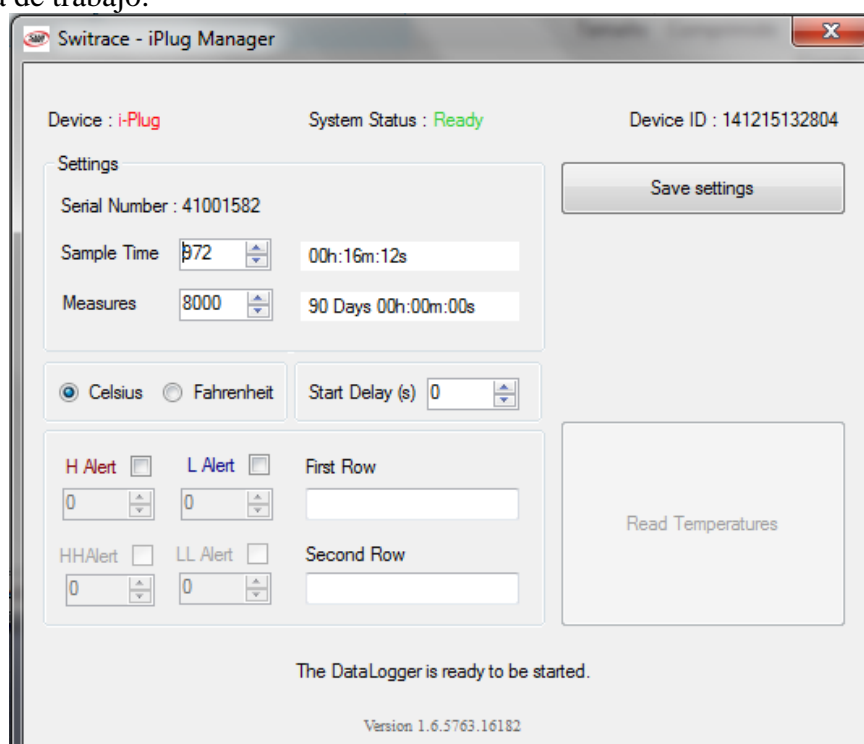 de trabajo.
Switrace - iPlug Manager
Device : i-Plug
System Status : Ready
Device ID : 141215132804
Settings
Save settings
Serial Number : 41001582
Sample Time 972 00h:16m:12s
Measures 8000 90 Days 00h:00m:00s
Celsius Fahrenheit Start Delay (s) 0
H Alert L Alert First Row
0 0
Read Temperatures
HHAlert LL Alert Second Row
0 0
The DataLogger is ready to be started.
Version 1.6.5763.16182